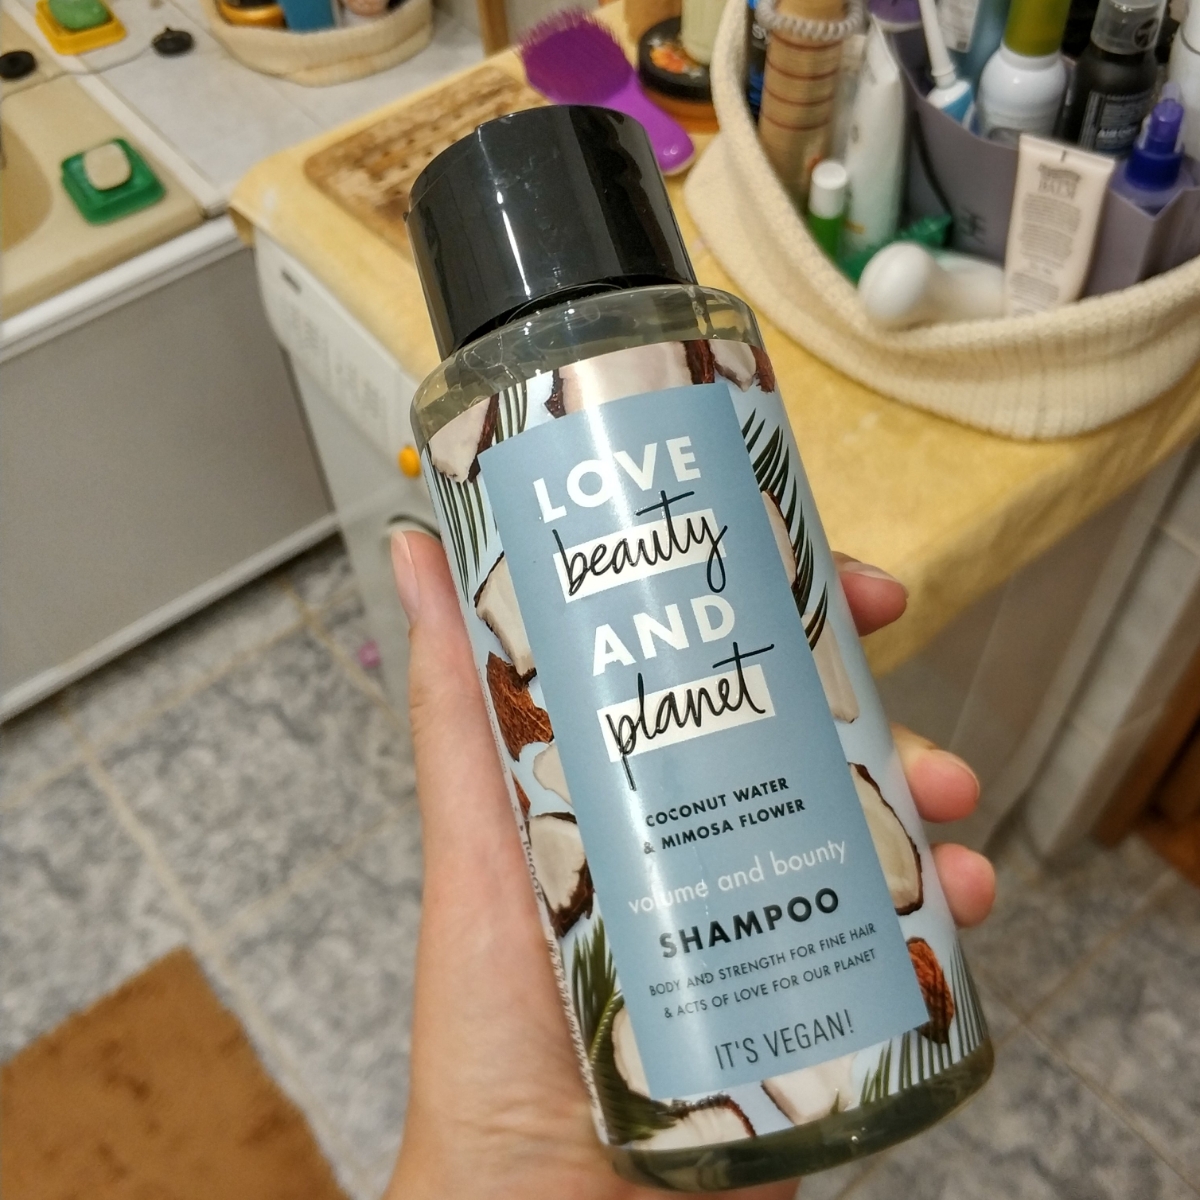 LOVE
beauty
AND
planet
COCONUT WATER
& MIMOSA FLOWER
volume and bounty
SHAMPOO
BODY AND STRENGTH FOR FINE HAIR
& ACTS OF LOVE FOR OUR PLANET
IT'S VEGAN!
BALM